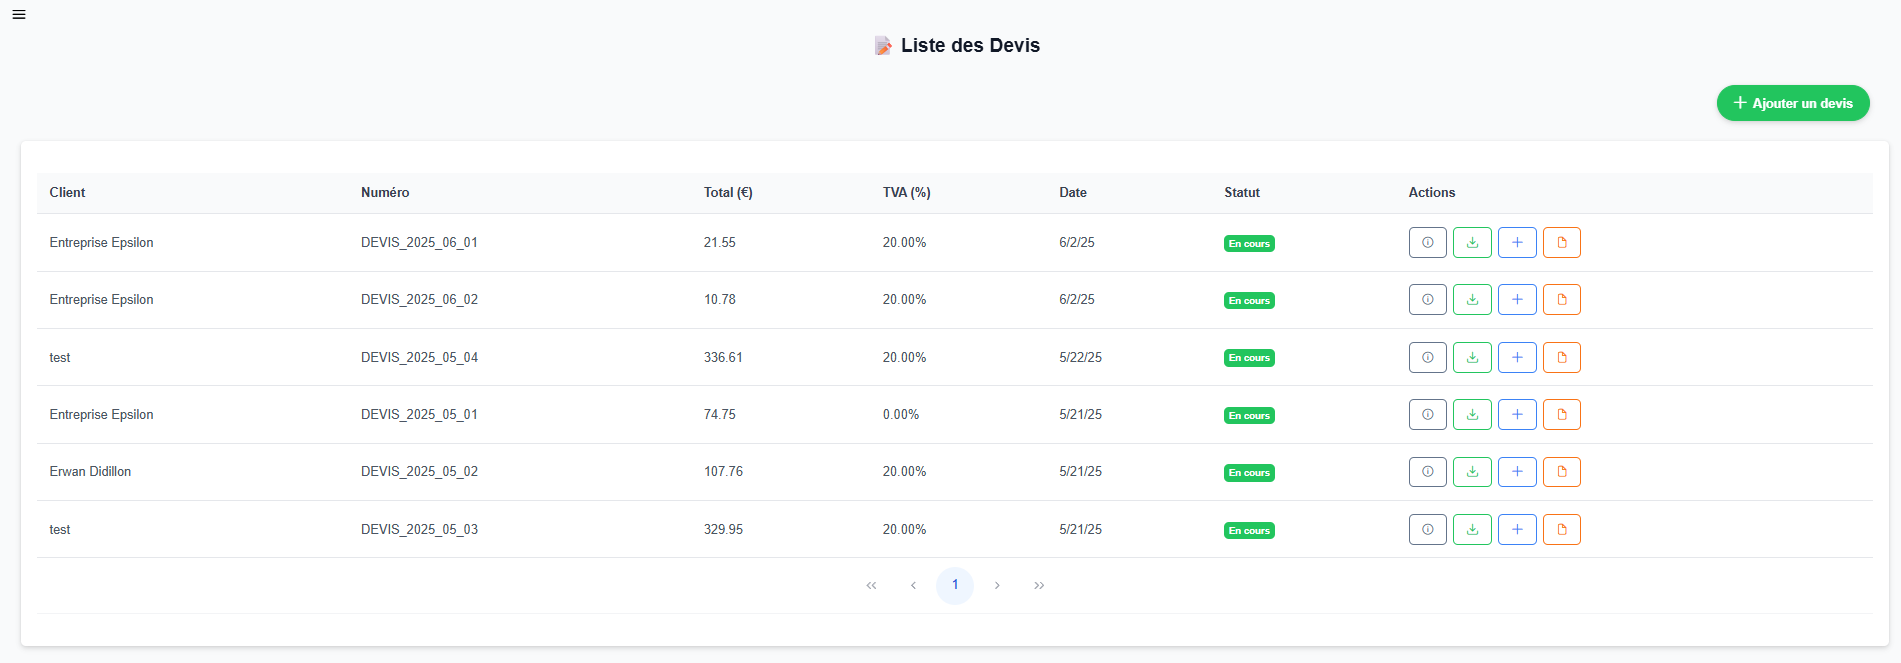 Liste des Devis
Ajouter un devis
Client Numéro Total (€) TVA (%) Date Statut Actions
Entreprise Epsilon DEVIS_2025_06_01 21.55 20.00% 6/2/25 En cours
Entreprise Epsilon DEVIS_2025_06_02 10.78 20.00% 6/2/25 En cours
test DEVIS_2025_05_04 336.61 20.00% 5/22/25 En cours
Entreprise Epsilon DEVIS_2025_05_01 74.75 0.00% 5/21/25 En cours
Erwan Didillon DEVIS_2025_05_02 107.76 20.00% 5/21/25 En cours
test DEVIS_2025_05_03 329.95 20.00% 5/21/25 En cours
1